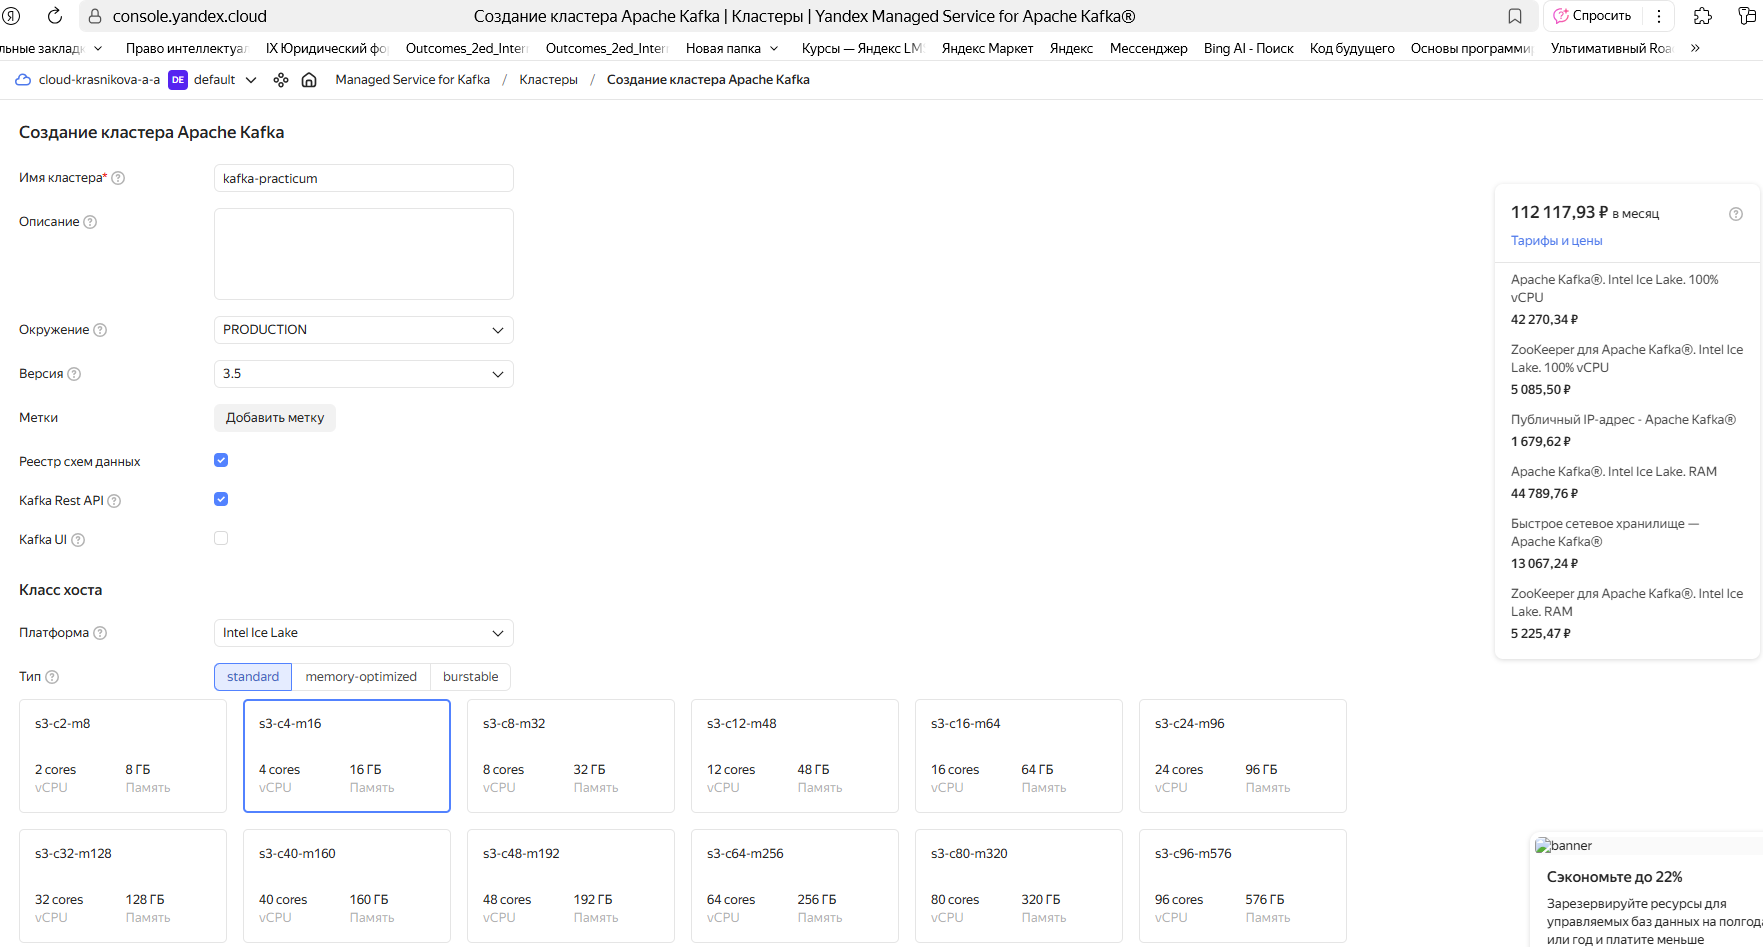 console.yandex.cloud
Создание кластера Apache Kafka | Кластеры | Yandex Managed Service for Apache Kafka®
Спросить
льные заклад
Право интеллектуа
IX Юридический фо
Outcomes_2ed_Inter
Outcomes_2ed_Inter
Новая папка
Курсы — Яндекс LM
Яндекс Маркет
Яндекс
Мессенджер
Bing AI - Поиск
Код будущего
Основы программи
Ультимативный Roa
»
cloud-krasnikova-a-a
DE
default
Managed Service for Kafka / Кластеры / Создание кластера Apache Kafka
Создание кластера Apache Kafka
Имя кластера*
kafka-practicum
Описание
Окружение
PRODUCTION
Версия
3.5
Метки
Добавить метку
Реестр схем данных
Kafka Rest API
Kafka UI
Класс хоста
Платформа
Intel Ice Lake
Тип
standard
memory-optimized
burstable
s3-c2-m8
2 cores
8 ГБ
vCPU
Память
s3-c4-m16
4 cores
16 ГБ
vCPU
Память
s3-c8-m32
8 cores
32 ГБ
vCPU
Память
s3-c12-m48
12 cores
48 ГБ
vCPU
Память
s3-c16-m64
16 cores
64 ГБ
vCPU
Память
s3-c24-m96
24 cores
96 ГБ
vCPU
Память
s3-c32-m128
32 cores
128 ГБ
vCPU
Память
s3-c40-m160
40 cores
160 ГБ
vCPU
Память
s3-c48-m192
48 cores
192 ГБ
vCPU
Память
s3-c64-m256
64 cores
256 ГБ
vCPU
Память
s3-c80-m320
80 cores
320 ГБ
vCPU
Память
s3-c96-m576
96 cores
576 ГБ
vCPU
Память
112 117,93 ₽ в месяц
Тарифы и цены
Apache Kafka®. Intel Ice Lake. 100%
vCPU
42 270,34 ₽
ZooKeeper для Apache Kafka®. Intel Ice
Lake. 100% vCPU
5 085,50 ₽
Публичный IP-адрес - Apache Kafka®
1 679,62 ₽
Apache Kafka®. Intel Ice Lake. RAM
44 789,76 ₽
Быстрое сетевое хранилище —
Apache Kafka®
13 067,24 ₽
ZooKeeper для Apache Kafka®. Intel Ice
Lake. RAM
5 225,47 ₽
banner
Сэкономьте до 22%
Зарезервируйте ресурсы для
управляемых баз данных на полгода
или год и платите меньше